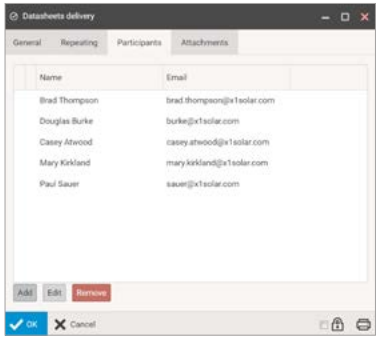 Datasheets delivery
General Repeating Participants Attachments
Name Email
Brad Thompson brad.thompson@x1solar.com
Douglas Burke burke@x1solar.com
Casey Atwood casey.atwood@x1solar.com
Mary Kirkland mary.kirkland@x1solar.com
Paul Sauer sauer@x1solar.com
Add Edit Remove
OK Cancel